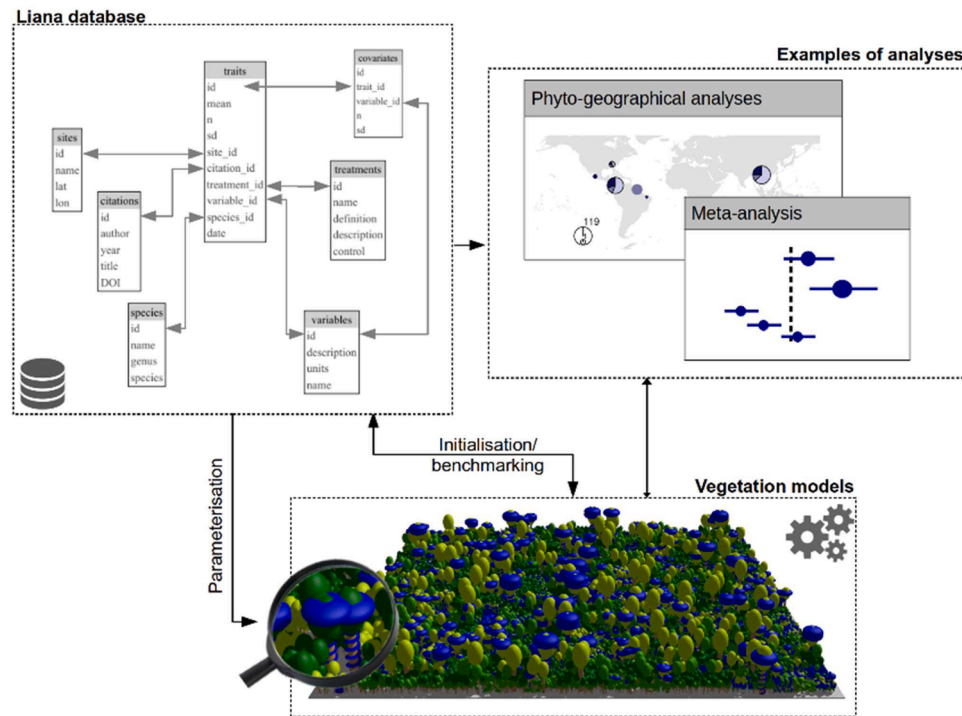 Liana database
traits
id
mean
n
sd
site_id
citation_id
treatment_id
variable_id
species_id
date
covariates
id
trait_id
variable_id
n
sd
sites
id
name
lat
lon
citations
id
author
year
title
DOI
treatments
id
name
definition
description
control
species
id
name
genus
species
variables
id
description
units
name
Examples of analyses
Phyto-geographical analyses
119
Meta-analysis
Initialisation/
benchmarking
Parameterisation
Vegetation models